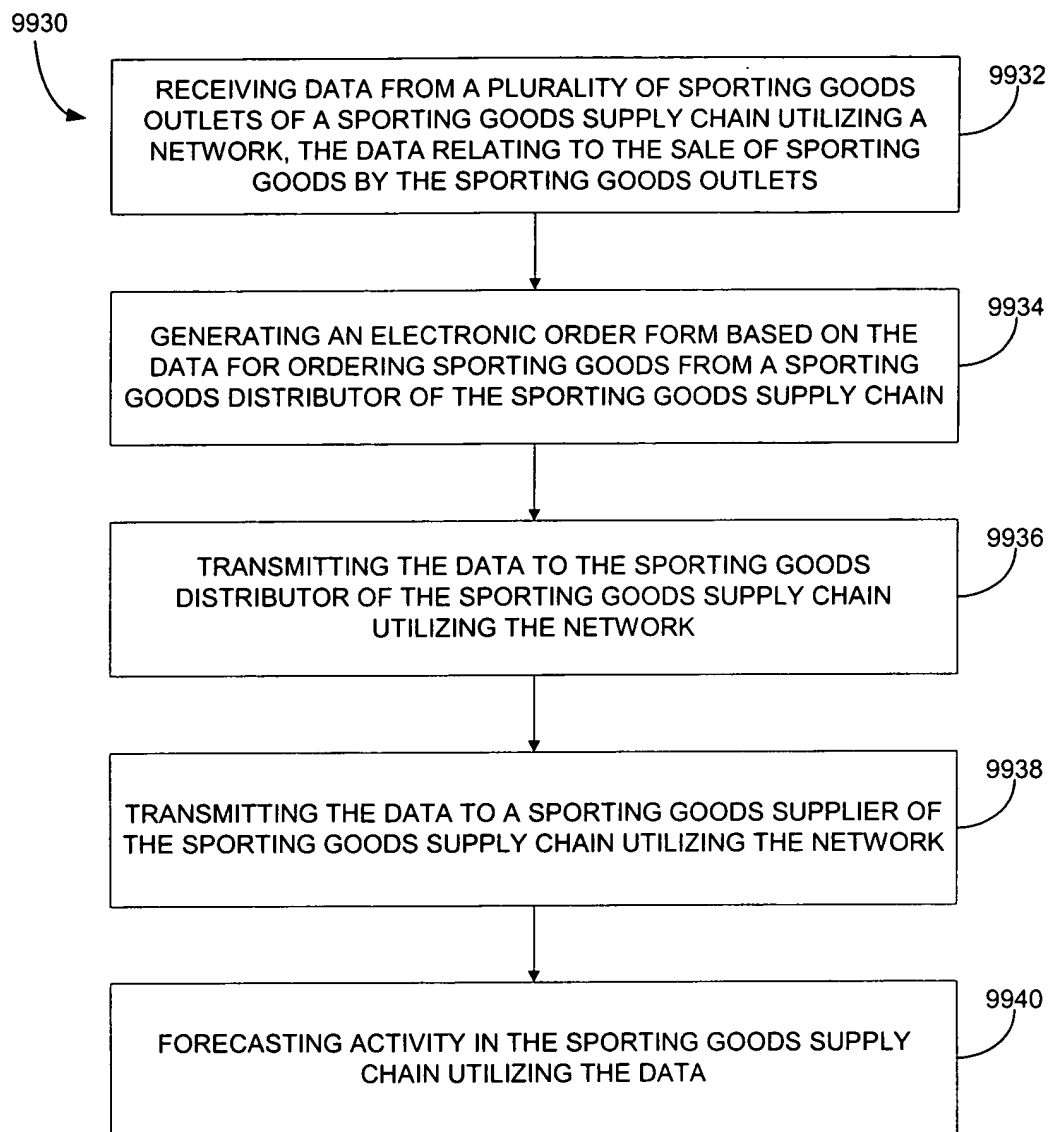 9930
9932
RECEIVING DATA FROM A PLURALITY OF SPORTING GOODS
OUTLETS OF A SPORTING GOODS SUPPLY CHAIN UTILIZING A
NETWORK, THE DATA RELATING TO THE SALE OF SPORTING
GOODS BY THE SPORTING GOODS OUTLETS
9934
GENERATING AN ELECTRONIC ORDER FORM BASED ON THE
DATA FOR ORDERING SPORTING GOODS FROM A SPORTING
GOODS DISTRIBUTOR OF THE SPORTING GOODS SUPPLY CHAIN
9936
TRANSMITTING THE DATA TO THE SPORTING GOODS
DISTRIBUTOR OF THE SPORTING GOODS SUPPLY CHAIN
UTILIZING THE NETWORK
9938
TRANSMITTING THE DATA TO A SPORTING GOODS SUPPLIER OF
THE SPORTING GOODS SUPPLY CHAIN UTILIZING THE NETWORK
9940
FORECASTING ACTIVITY IN THE SPORTING GOODS SUPPLY
CHAIN UTILIZING THE DATA